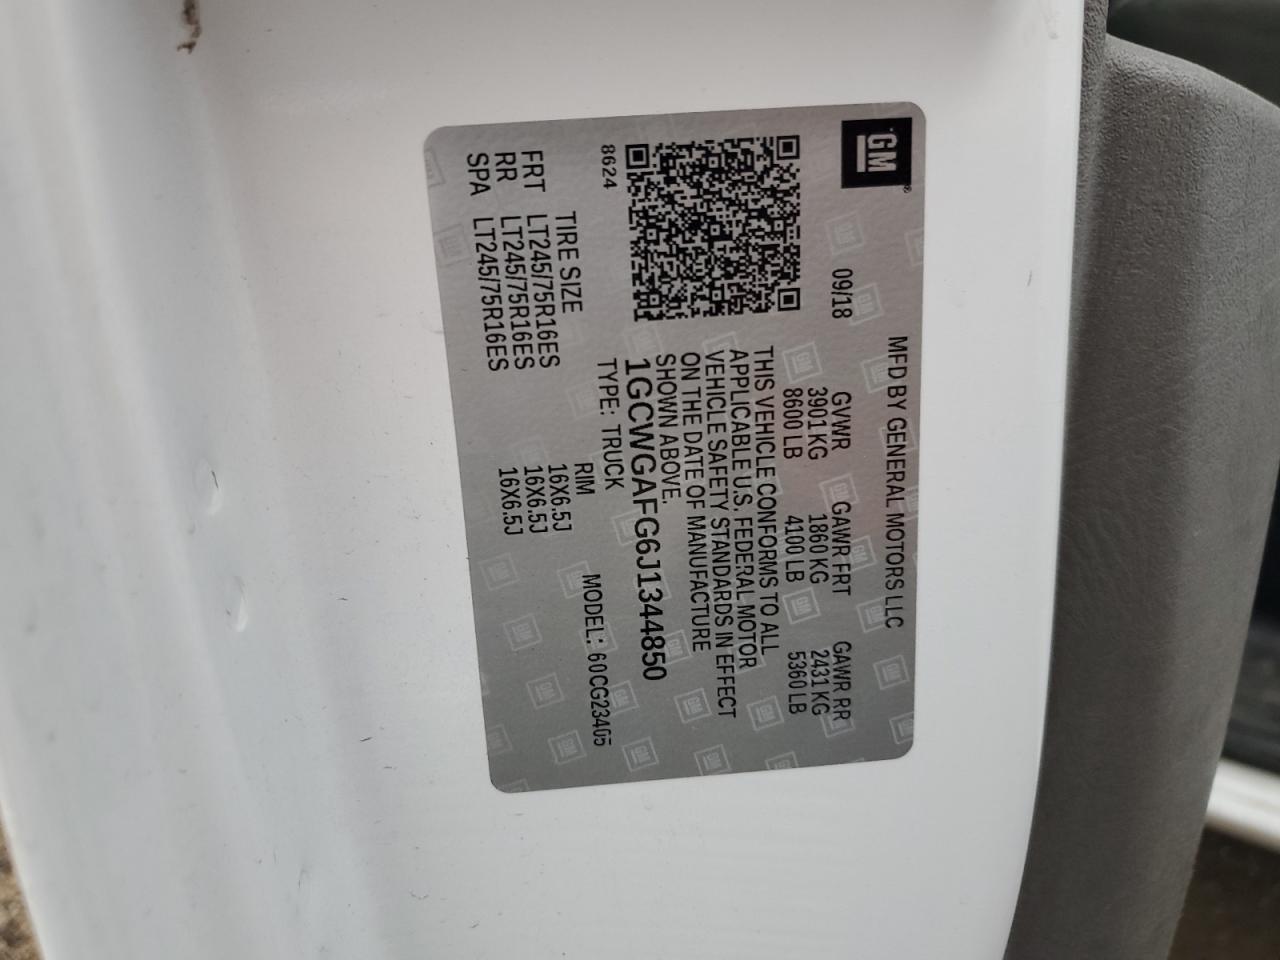 GM
MFD BY GENERAL MOTORS LLC
09/18 GVWR GAWR FRT GAWR RR
3901 KG 1860 KG 2431 KG
8600 LB 4100 LB 5360 LB
THIS VEHICLE CONFORMS TO ALL
APPLICABLE U.S. FEDERAL MOTOR
VEHICLE SAFETY STANDARDS IN EFFECT
ON THE DATE OF MANUFACTURE
SHOWN ABOVE.
1GCWGAFG6J1344850
8624 TYPE: TRUCK MODEL: 60CG23405
TIRE SIZE RIM
FRT LT245/75R16ES 16X6.5J
RR LT245/75R16ES 16X6.5J
SPA LT245/75R16ES 16X6.5J